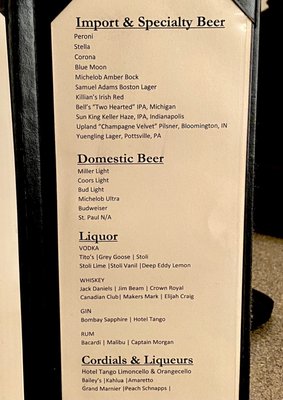 Import & Specialty Beer
Peroni
Stella
Corona
Blue Moon
Michelob Amber Bock
Samuel Adams Boston Lager
Killian's Irish Red
Bell's "Two Hearted" IPA, Michigan
Sun King Keller Haze, IPA, Indianapolis
Upland "Champagne Velvet" Pilsner, Bloomington, IN
Yuengling Lager, Pottsville, PA
Domestic Beer
Miller Light
Coors Light
Bud Light
Michelob Ultra
Budweiser
St. Paul N/A
Liquor
VODKA
Tito's |Grey Goose | Stoli
Stoli Lime |Stoli Vanil |Deep Eddy Lemon
WHISKEY
Jack Daniels | Jim Beam | Crown Royal
Canadian Club| Makers Mark | Elijah Craig
GIN
Bombay Sapphire | Hotel Tango
RUM
Bacardi | Malibu | Captain Morgan
Cordials & Liqueurs
Hotel Tango Limoncello & Orangecello
Bailey's |Kahlua |Amaretto
Grand Marnier |Peach Schnapps |